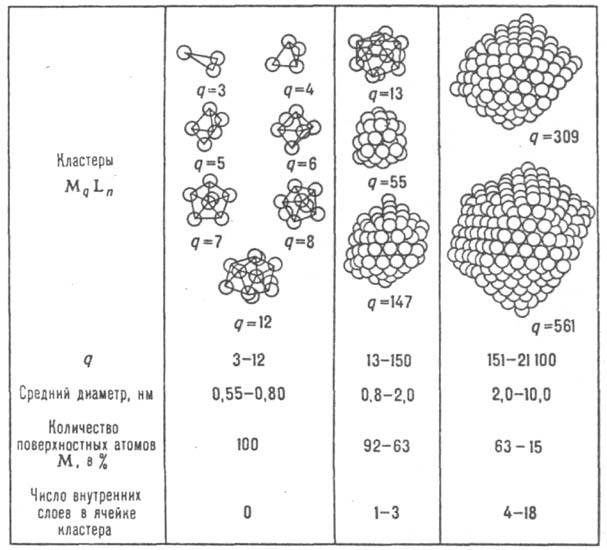 Кластеры
M_q L_n
q=3
q=4
q=5
q=6
q=7
q=8
q=12
q=13
q=55
q=147
q=309
q=561
q 3–12 13–150 151–21 100
Средний диаметр, нм 0,55–0,80 0,8–2,0 2,0–10,0
Количество
поверхностных атомов
M, в % 100 92–63 63–15
Число внутренних
слоев в ячейке
кластера 0 1–3 4–18